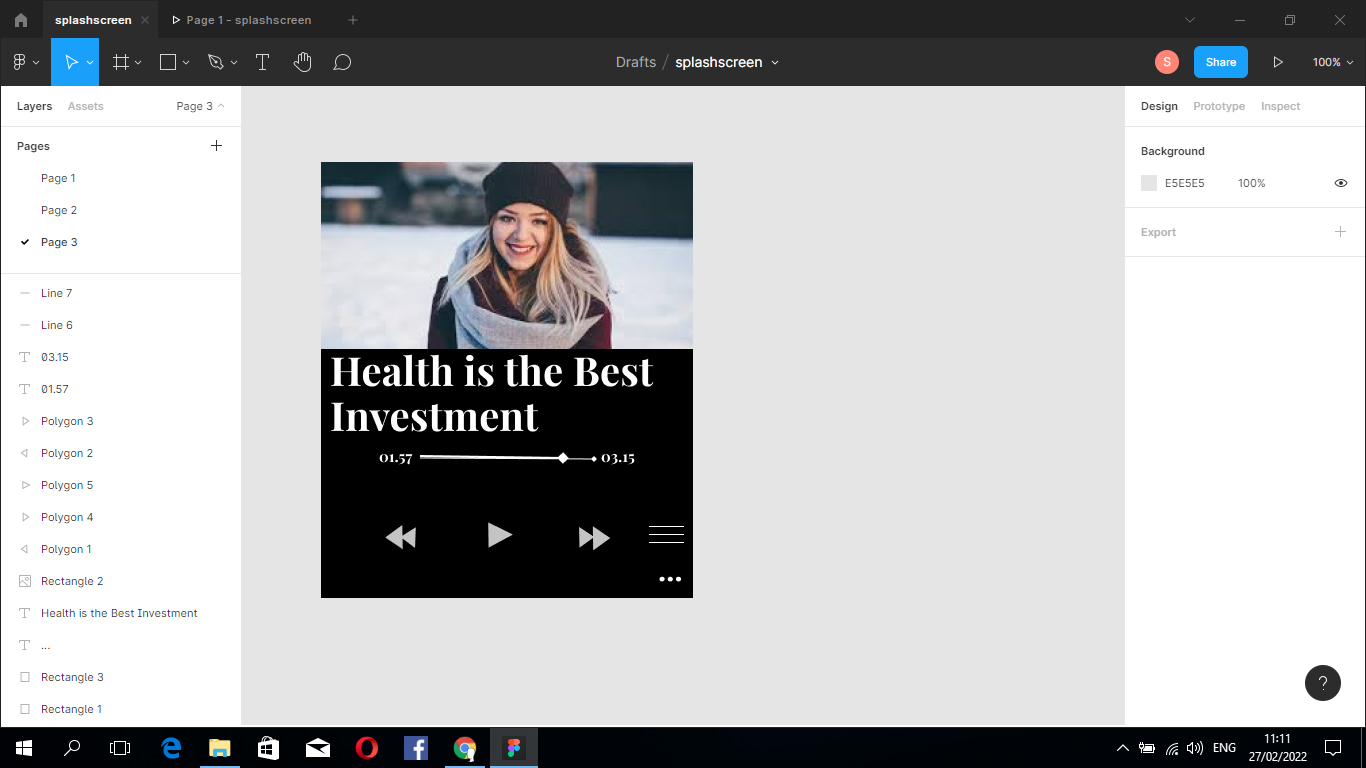 splashscreen
Page 1 - splashscreen
Drafts / splashscreen
S
Share
100%
Layers
Assets
Page 3
Pages
Page 1
Page 2
Page 3
Line 7
Line 6
03.15
01.57
Polygon 3
Polygon 2
Polygon 5
Polygon 4
Polygon 1
Rectangle 2
Health is the Best Investment
...
Rectangle 3
Rectangle 1
Health is the Best
Investment
01.57
03.15
...
Design
Prototype
Inspect
Background
E5E5E5
100%
Export
?
ENG
11:11
27/02/2022